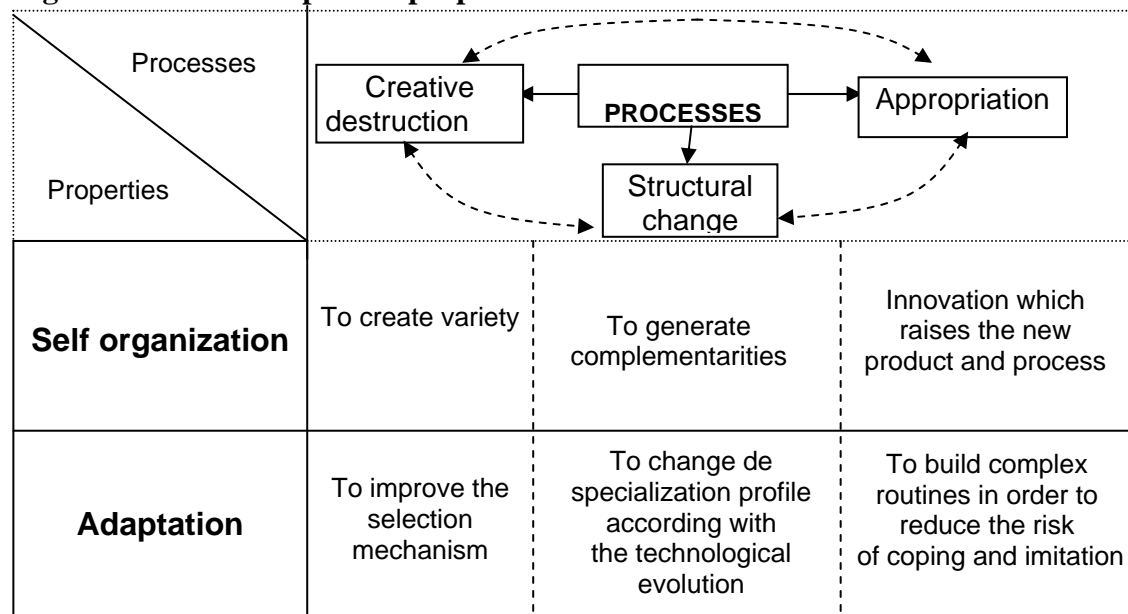 Processes
Properties
Creative
destruction
PROCESSES
Appropriation
Structural
change
Self organization
To create variety
To generate
complementarities
Innovation which
raises the new
product and process
Adaptation
To improve the
selection
mechanism
To change de
specialization profile
according with
the technological
evolution
To build complex
routines in order to
reduce the risk
of coping and imitation